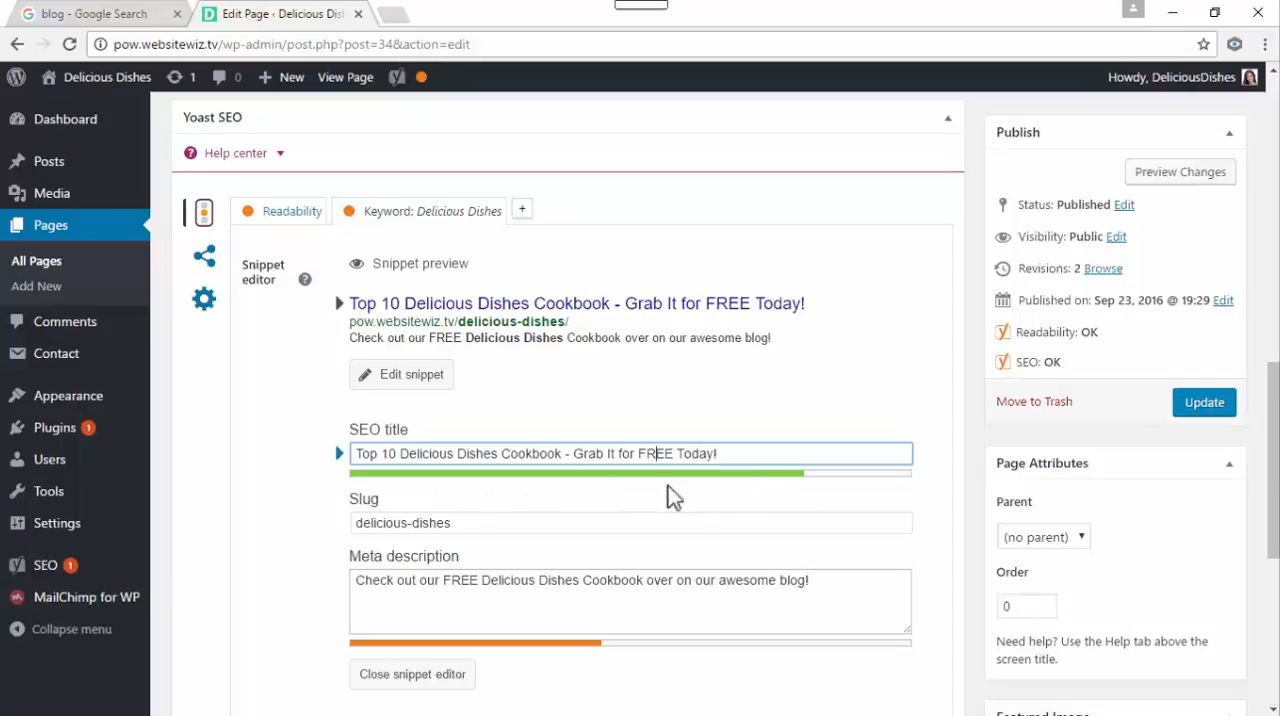 blog - Google Search
Edit Page ‹ Delicious Dis
pow.websitewiz.tv/wp-admin/post.php?post=34&action=edit
Delicious Dishes 1 0 New View Page
Howdy, DeliciousDishes
Dashboard
Posts
Media
Pages
All Pages
Add New
Comments
Contact
Appearance
Plugins 1
Users
Tools
Settings
SEO 1
MailChimp for WP
Collapse menu
Yoast SEO
Help center
Readability
Keyword: Delicious Dishes
+
Snippet
editor
Snippet preview
Top 10 Delicious Dishes Cookbook - Grab It for FREE Today!
pow.websitewiz.tv/delicious-dishes/
Check out our FREE Delicious Dishes Cookbook over on our awesome blog!
Edit snippet
SEO title
Top 10 Delicious Dishes Cookbook - Grab It for FREE Today!
Slug
delicious-dishes
Meta description
Check out our FREE Delicious Dishes Cookbook over on our awesome blog!
Close snippet editor
Publish
Preview Changes
Status: Published Edit
Visibility: Public Edit
Revisions: 2 Browse
Published on: Sep 23, 2016 @ 19:29 Edit
Readability: OK
SEO: OK
Move to Trash
Update
Page Attributes
Parent
(no parent)
Order
0
Need help? Use the Help tab above the
screen title.
Featured Image